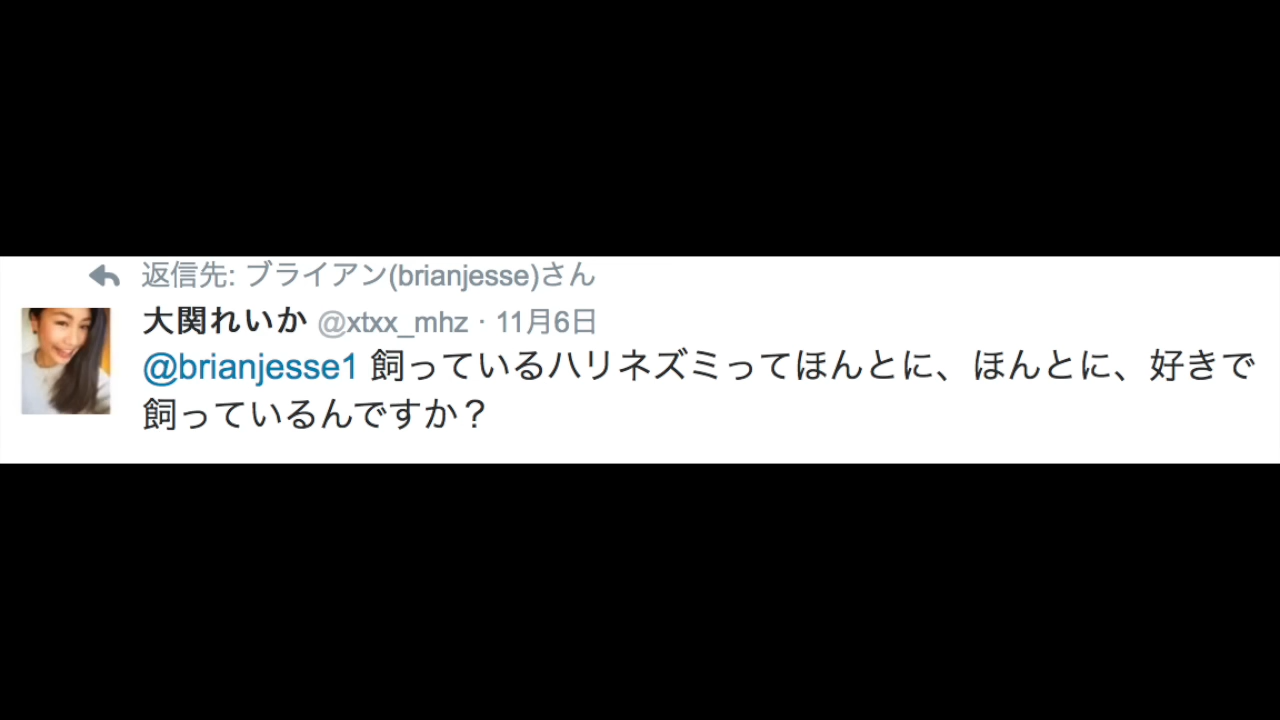 返信先: ブライアン(brianjesse)さん
大関れいか @xtxx_mhz · 11月6日
@brianjesse1 飼っているハリネズミってほんとに、ほんとに、好きで
飼っているんですか？